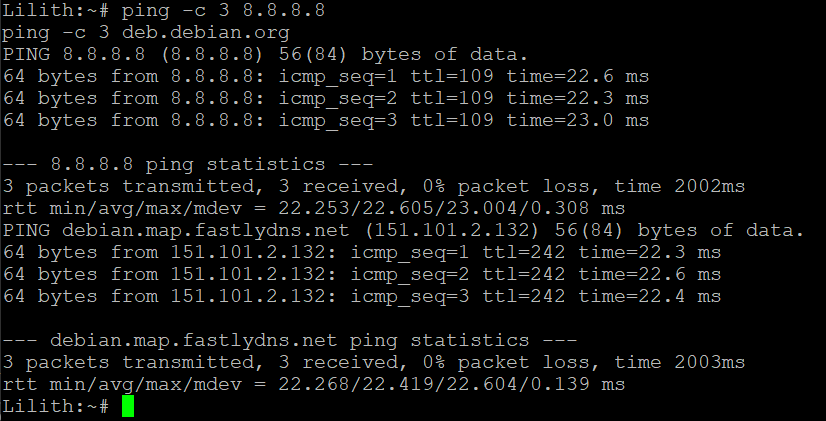 Lilith:~# ping -c 3 8.8.8.8
ping -c 3 deb.debian.org
PING 8.8.8.8 (8.8.8.8) 56(84) bytes of data.
64 bytes from 8.8.8.8: icmp_seq=1 ttl=109 time=22.6 ms
64 bytes from 8.8.8.8: icmp_seq=2 ttl=109 time=22.3 ms
64 bytes from 8.8.8.8: icmp_seq=3 ttl=109 time=23.0 ms

--- 8.8.8.8 ping statistics ---
3 packets transmitted, 3 received, 0% packet loss, time 2002ms
rtt min/avg/max/mdev = 22.253/22.605/23.004/0.308 ms
PING debian.map.fastlydns.net (151.101.2.132) 56(84) bytes of data.
64 bytes from 151.101.2.132: icmp_seq=1 ttl=242 time=22.3 ms
64 bytes from 151.101.2.132: icmp_seq=2 ttl=242 time=22.6 ms
64 bytes from 151.101.2.132: icmp_seq=3 ttl=242 time=22.4 ms

--- debian.map.fastlydns.net ping statistics ---
3 packets transmitted, 3 received, 0% packet loss, time 2003ms
rtt min/avg/max/mdev = 22.268/22.419/22.604/0.139 ms
Lilith:~#